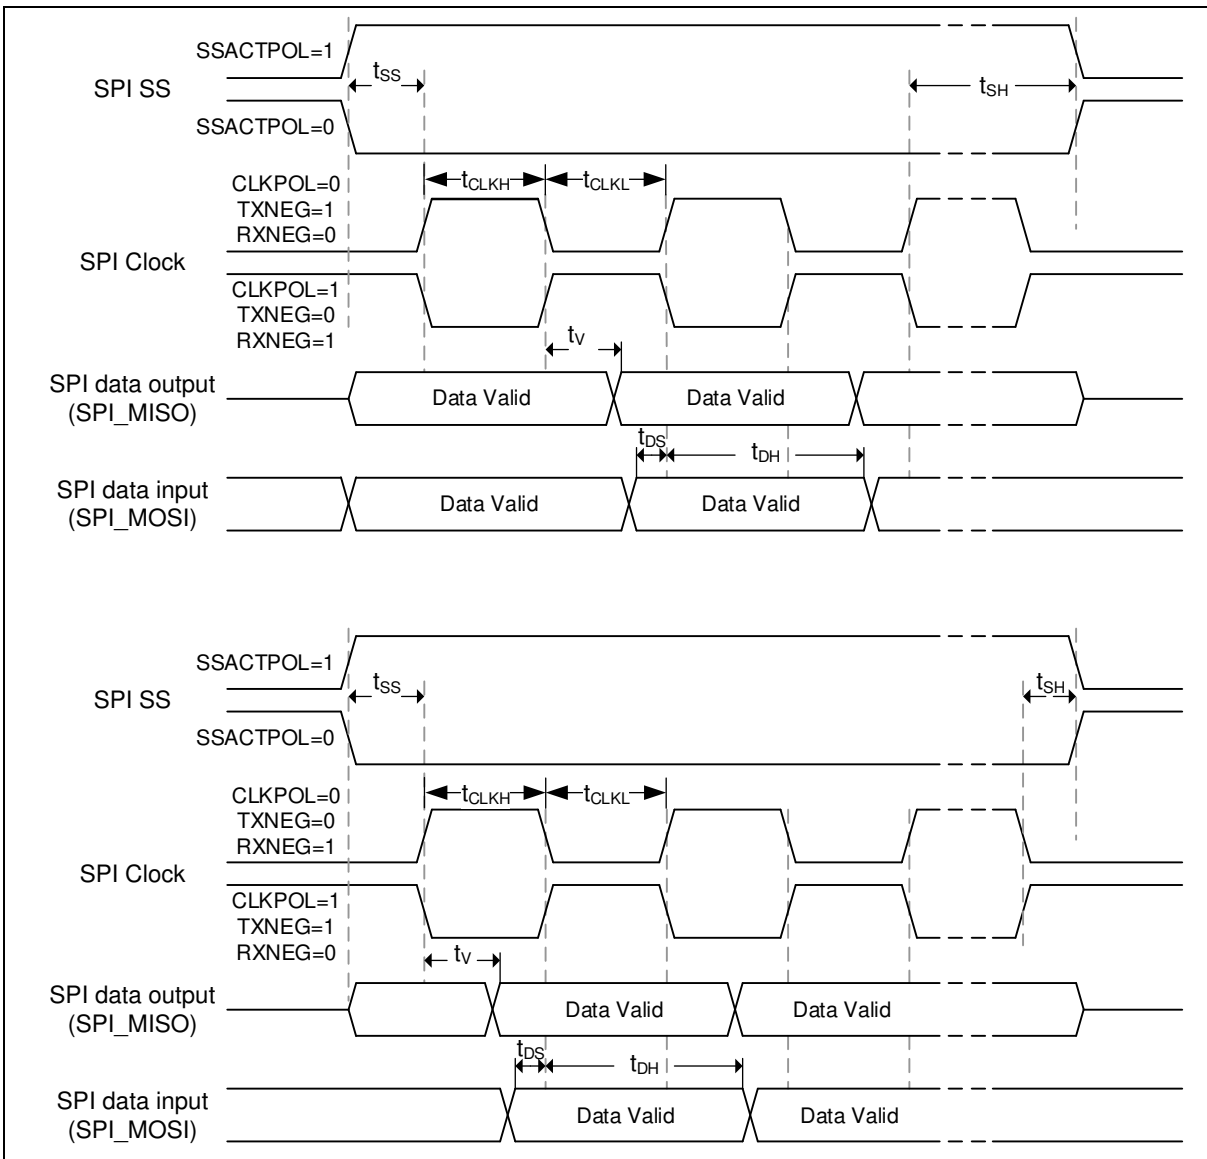 SSACTPOL=1
SPI SS
tSS
tSH
SSACTPOL=0
CLKPOL=0
TXNEG=1
RXNEG=0
tCLKH
tCLKL
SPI Clock
CLKPOL=1
TXNEG=0
RXNEG=1
tV
SPI data output
(SPI_MISO)
Data Valid
Data Valid
tDS
tDH
SPI data input
(SPI_MOSI)
Data Valid
Data Valid
SSACTPOL=1
SPI SS
tSS
tSH
SSACTPOL=0
CLKPOL=0
TXNEG=0
RXNEG=1
tCLKH
tCLKL
SPI Clock
CLKPOL=1
TXNEG=1
RXNEG=0
tV
SPI data output
(SPI_MISO)
Data Valid
Data Valid
tDS
tDH
SPI data input
(SPI_MOSI)
Data Valid
Data Valid